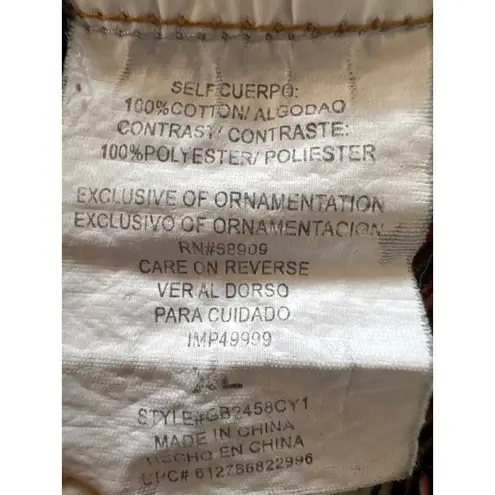 SELF/CUERPO:
100%COTTON/ALGODAO
CONTRAST/ CONTRASTE:
100%POLYESTER/ POLIESTER
EXCLUSIVE OF ORNAMENTATION
EXCLUSIVO OF ORNAMENTACION
RN#58909
CARE ON REVERSE
VER AL DORSO
PARA CUIDADO
IMP49999
XL
STYLE#GB2458CY1
MADE IN CHINA
HECHO EN CHINA
UPC# 612786822996